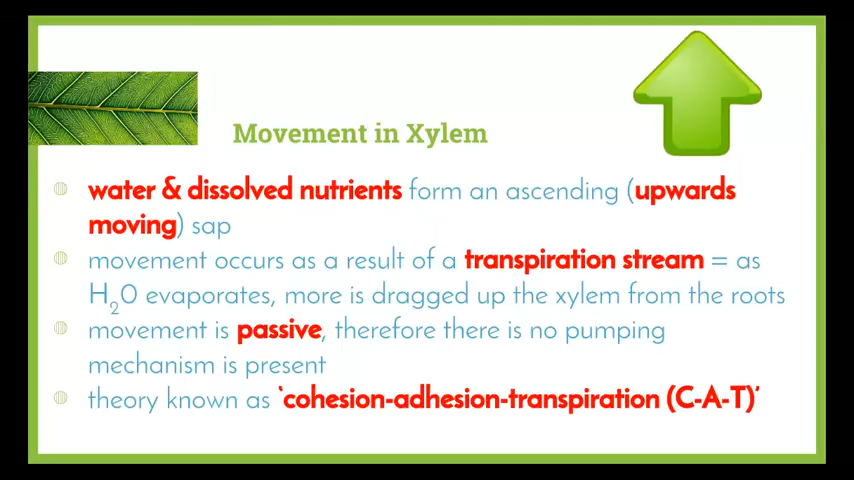 Movement in Xylem
water & dissolved nutrients form an ascending (upwards
moving) sap
movement occurs as a result of a transpiration stream = as
H₂O evaporates, more is dragged up the xylem from the roots
movement is passive, therefore there is no pumping
mechanism is present
theory known as ‘cohesion-adhesion-transpiration (C-A-T)’